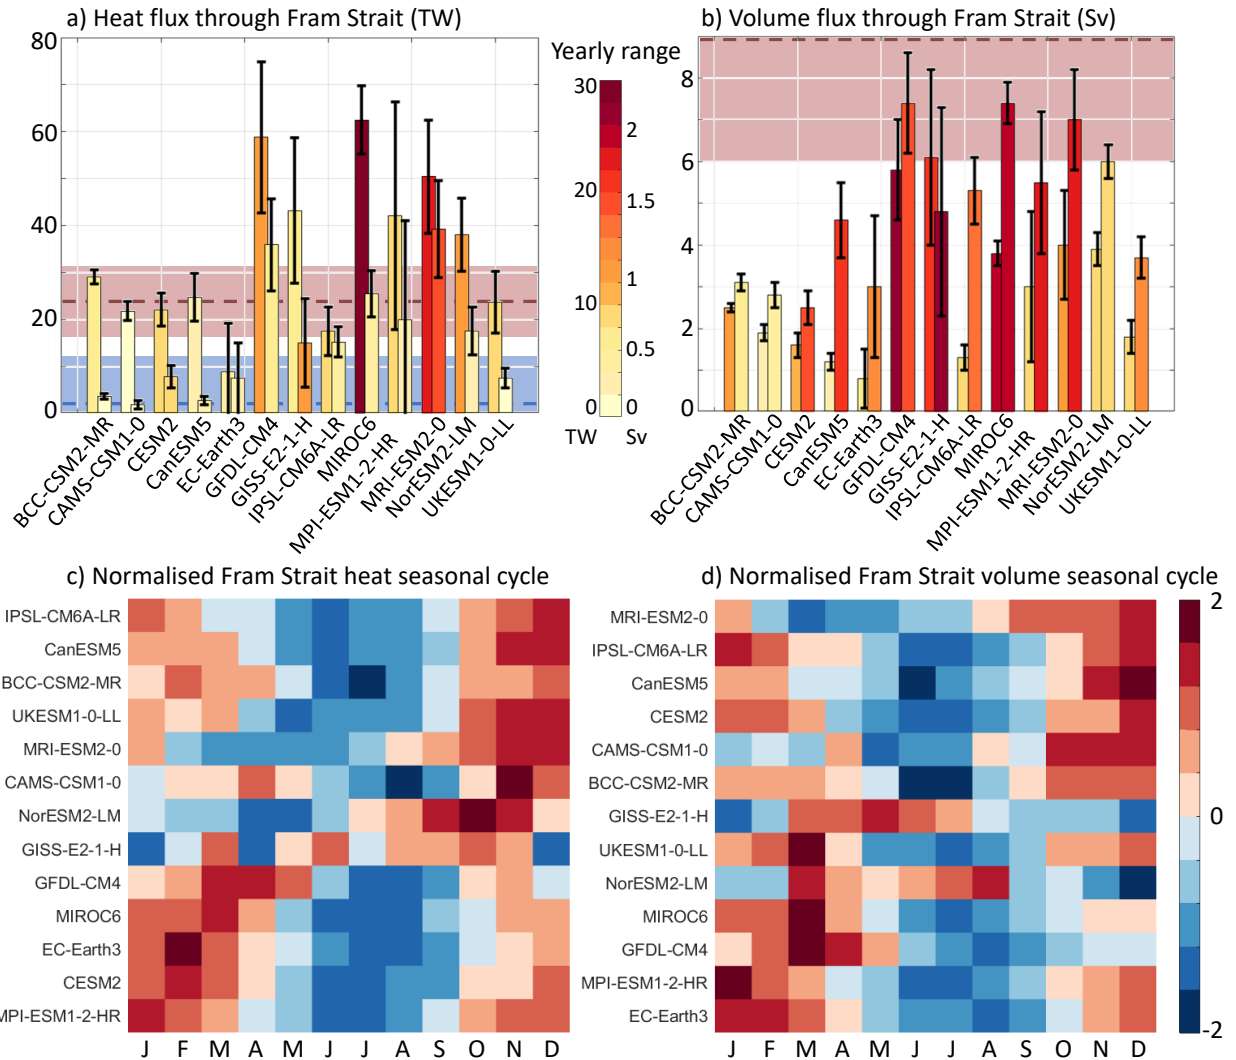 a) Heat flux through Fram Strait (TW)
b) Volume flux through Fram Strait (Sv)
80
60
40
20
0
Yearly range
30
20
10
0
2
1.5
1
0.5
0
TW
Sv
8
6
4
2
0
BCC-CSM2-MR
CAMS-CSM1-0
CESM2
CanESM5
EC-Earth3
GFDL-CM4
GISS-E2-1-H
IPSL-CM6A-LR
MIROC6
MPI-ESM1-2-HR
MRI-ESM2-0
NorESM2-LM
UKESM1-0-LL
BCC-CSM2-MR
CAMS-CSM1-0
CESM2
CanESM5
EC-Earth3
GFDL-CM4
GISS-E2-1-H
IPSL-CM6A-LR
MIROC6
MPI-ESM1-2-HR
MRI-ESM2-0
NorESM2-LM
UKESM1-0-LL
c) Normalised Fram Strait heat seasonal cycle
IPSL-CM6A-LR
CanESM5
BCC-CSM2-MR
UKESM1-0-LL
MRI-ESM2-0
CAMS-CSM1-0
NorESM2-LM
GISS-E2-1-H
GFDL-CM4
MIROC6
EC-Earth3
CESM2
MPI-ESM1-2-HR
J F M A M J J A S O N D
d) Normalised Fram Strait volume seasonal cycle
MRI-ESM2-0
IPSL-CM6A-LR
CanESM5
CESM2
CAMS-CSM1-0
BCC-CSM2-MR
GISS-E2-1-H
UKESM1-0-LL
NorESM2-LM
MIROC6
GFDL-CM4
MPI-ESM1-2-HR
EC-Earth3
J F M A M J J A S O N D
2
0
-2